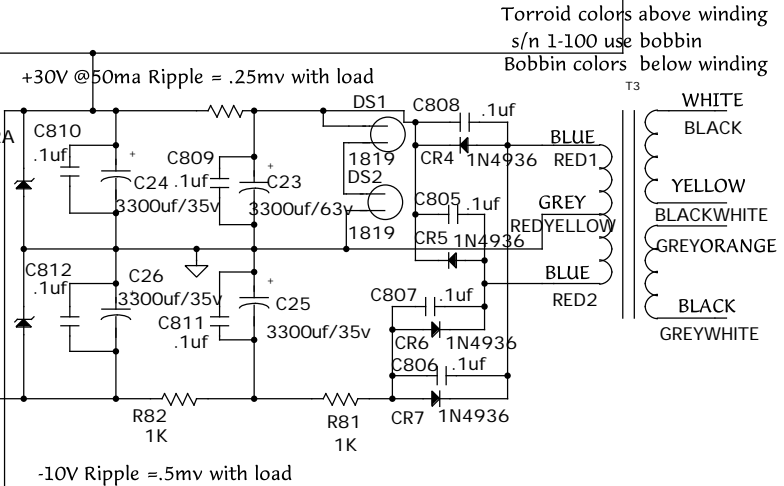 Torroid colors above winding
s/n 1-100 use bobbin
Bobbin colors below winding
+30V @50ma Ripple = .25mv with load
T3
DS1
C808
.1uf
WHITE
BLACK
C810
.1uf
+
C809
.1uf
+
1819
CR4
1N4936
BLUE
RED1
DS2
C24
3300uf/35v
C23
3300uf/63v
C805
.1uf
YELLOW
BLACKWHITE
GREY
REDYELLOW
1819
CR5
1N4936
GREYORANGE
C812
.1uf
C26
3300uf/35v
+
C25
3300uf/35v
C811
.1uf
BLUE
RED2
C807
.1uf
BLACK
GREYWHITE
CR6
1N4936
C806
.1uf
R82
1K
R81
1K
CR7
1N4936
-10V Ripple =.5mv with load